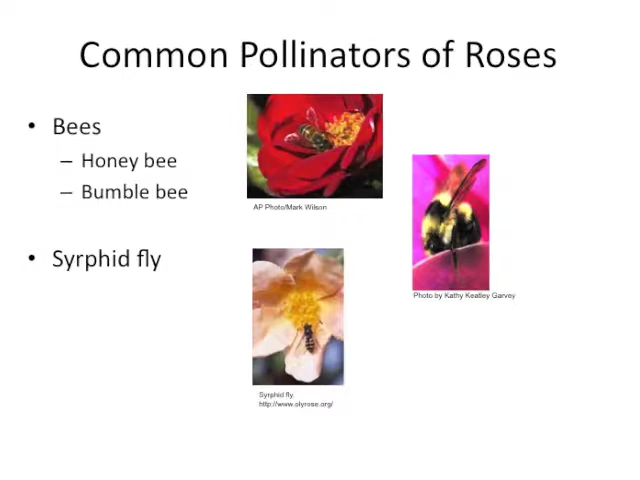 Common Pollinators of Roses
• Bees
– Honey bee
– Bumble bee
• Syrphid fly
AP Photo/Mark Wilson
Photo by Kathy Keatley Garvey
Syrphid fly
http://www.olyrose.org/